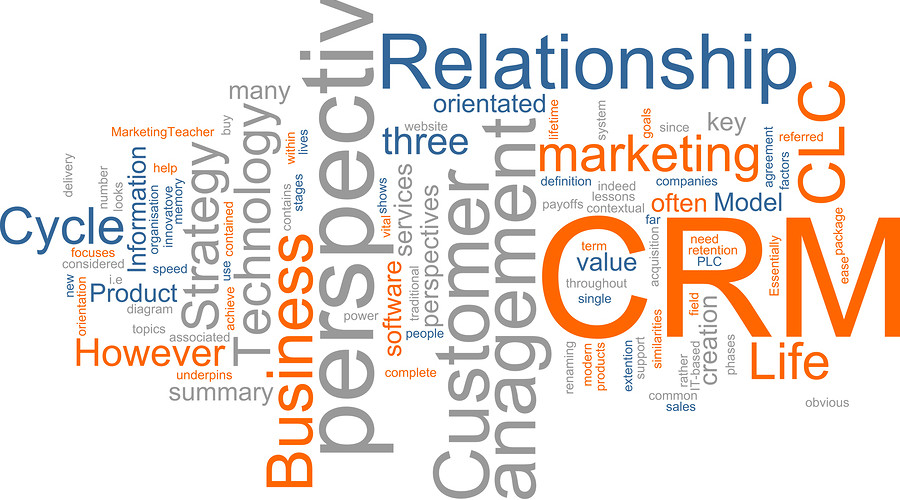 perspectiv
Relationship
orientated
many
MarketingTeacher
buy
Technology
within
lives
website
three
lifetime
system
goals
since
key
CLC
marketing
agreement
factors
referred
delivery
number
looks
Information
help
organisation
innovatove
memory
Strategy
contained
contains
stages
vital
shows
services
perspectives
Customer
anagement
definition
indeed
companies
lessons
payoffs
contextual
often
Model
far
Cycle
focuses
considered
i.e
speed
use
new
orientation
Product
diagram
achieve
Business
software
traditional
people
power
CRM
term
value
throughout
single
acquisition
need
retention
PLC
field
Essentially
package
ease
topics
associated
However
underpins
summary
complete
renaming
modern
products
extention
support
similarities
rather
IT-based
creation
phases
Life
common
sales
obvious